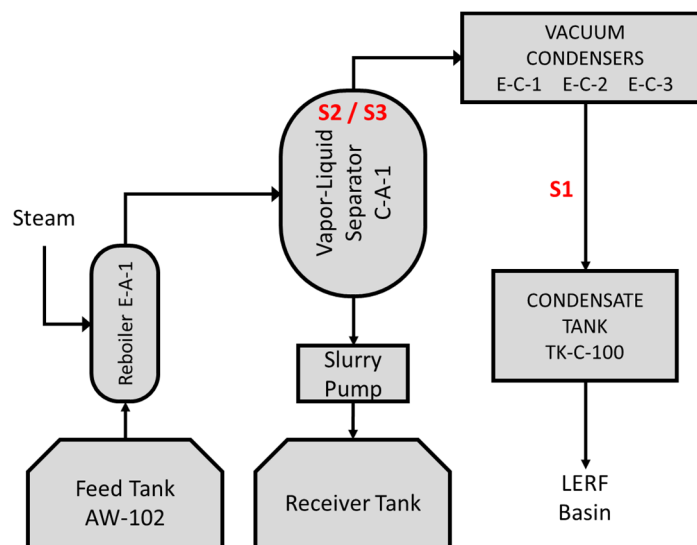 VACUUM
CONDENSERS
E-C-1 E-C-2 E-C-3
S2 / S3
Vapor-Liquid
Separator
C-A-1
S1
Steam
Reboiler E-A-1
CONDENSATE
TANK
TK-C-100
Slurry
Pump
Feed Tank
AW-102
Receiver Tank
LERF
Basin